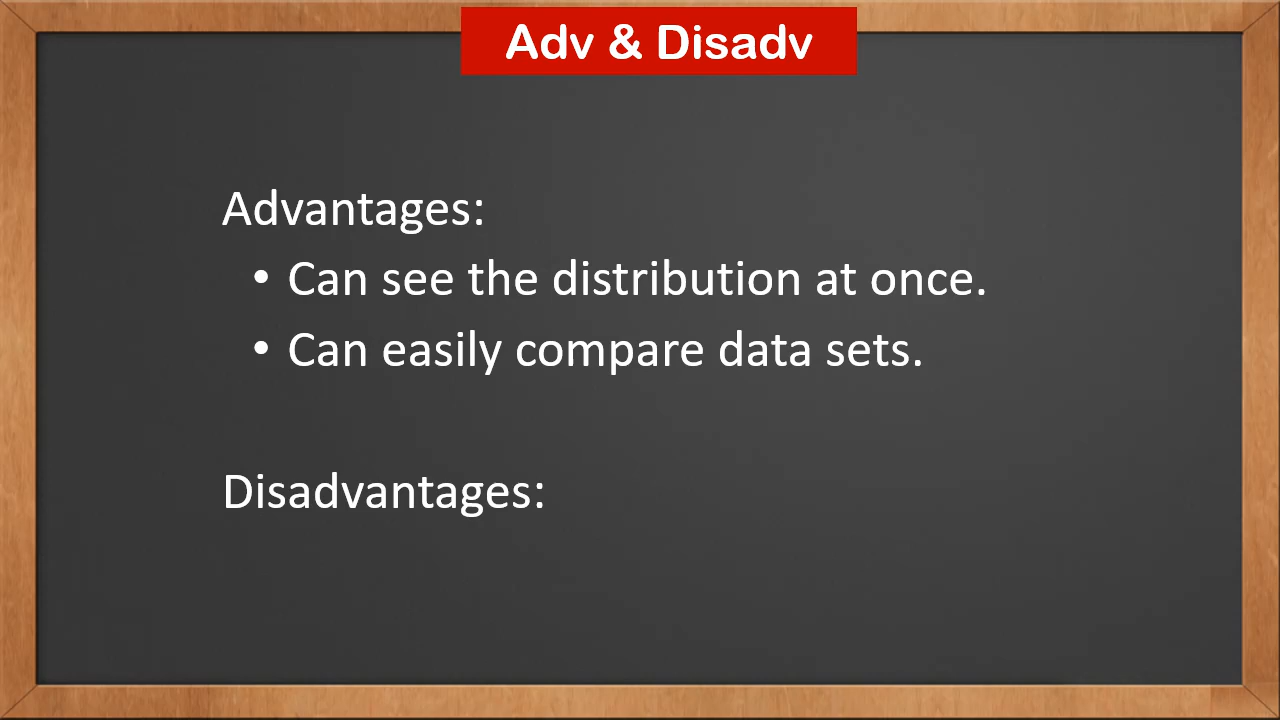 Adv & Disadv
Advantages:
• Can see the distribution at once.
• Can easily compare data sets.
Disadvantages: